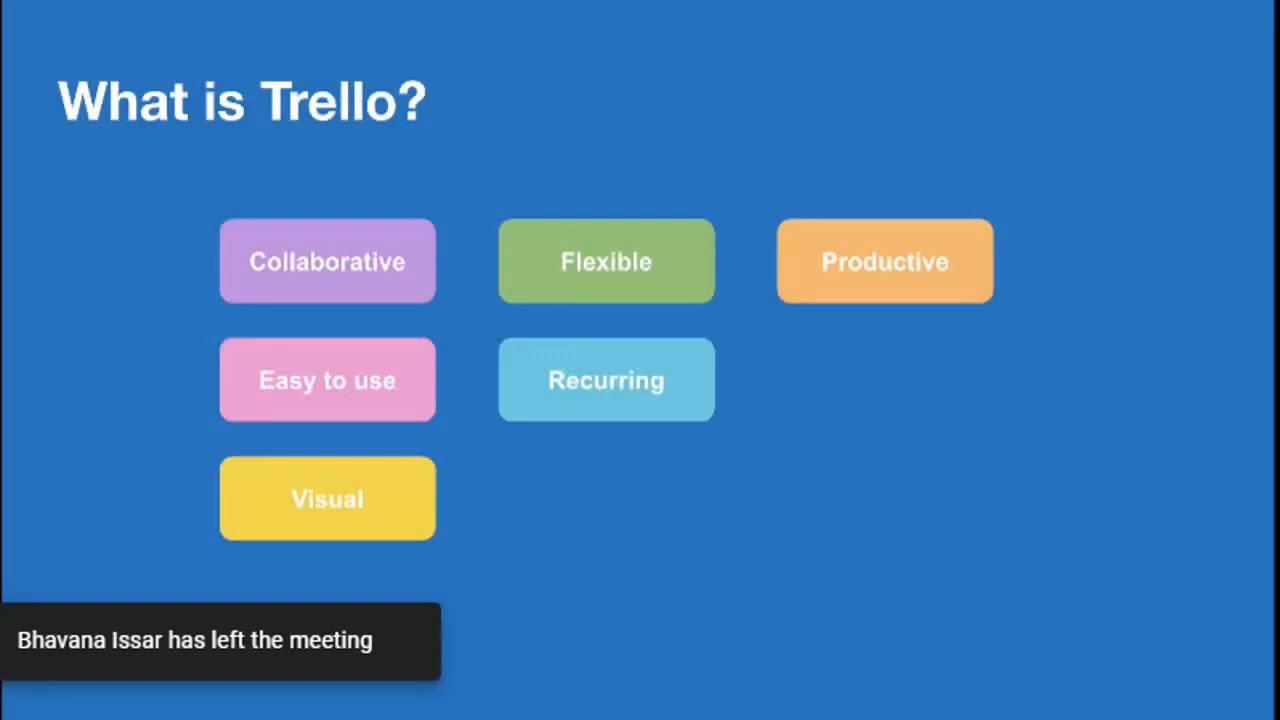 What is Trello?
Collaborative
Flexible
Productive
Easy to use
Recurring
Visual
Bhavana Issar has left the meeting